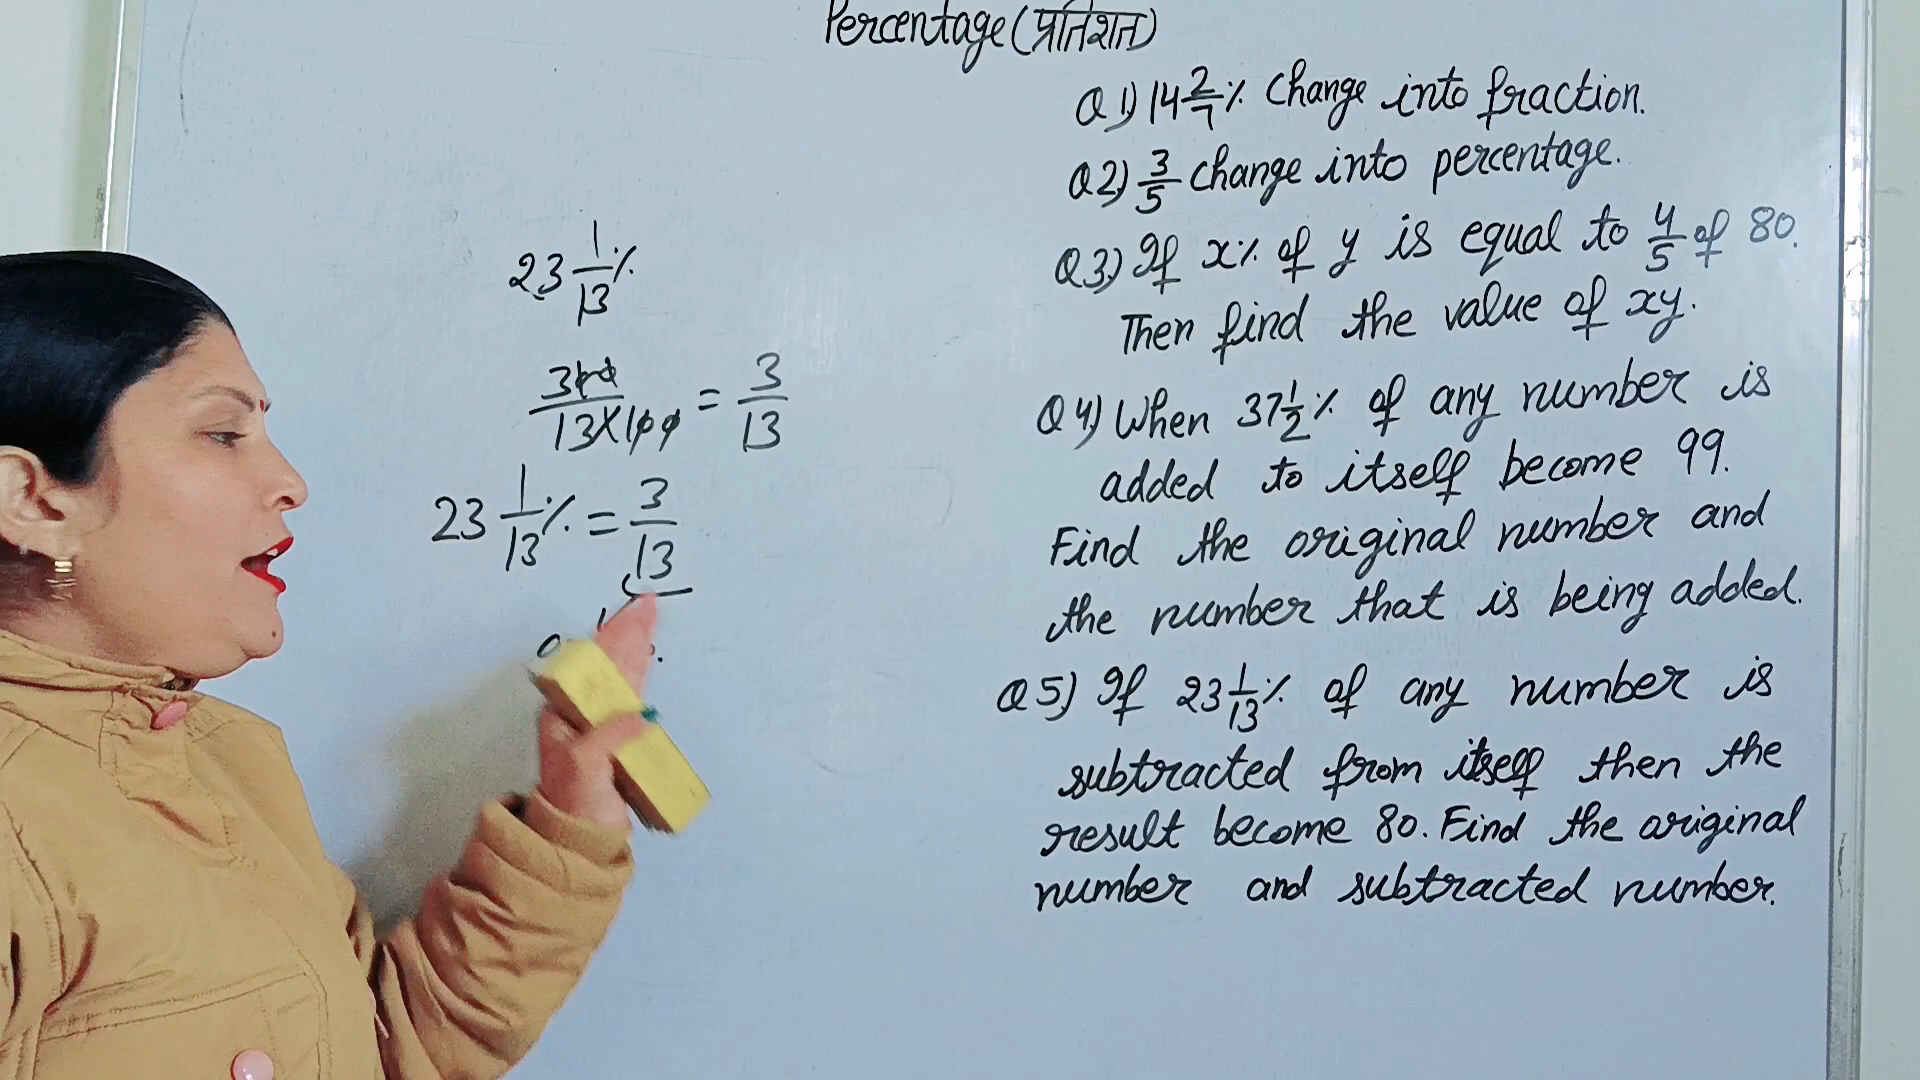 Percentage (प्रतिशत)
Q 1) 14 2/7 % change into fraction.
Q2) 3/5 change into percentage.
Q3) If x% of y is equal to 4/5 of 80.
Then find the value of xy.
Q4) When 37 1/2 % of any number is
added to itself become 99.
Find the original number and
the number that is being added.
Q5) If 23 1/13 % of any number is
subtracted from itself then the
result become 80. Find the original
number and subtracted number.
23 1/13 %
300/13×100 = 3/13
23 1/13 % = 3/13